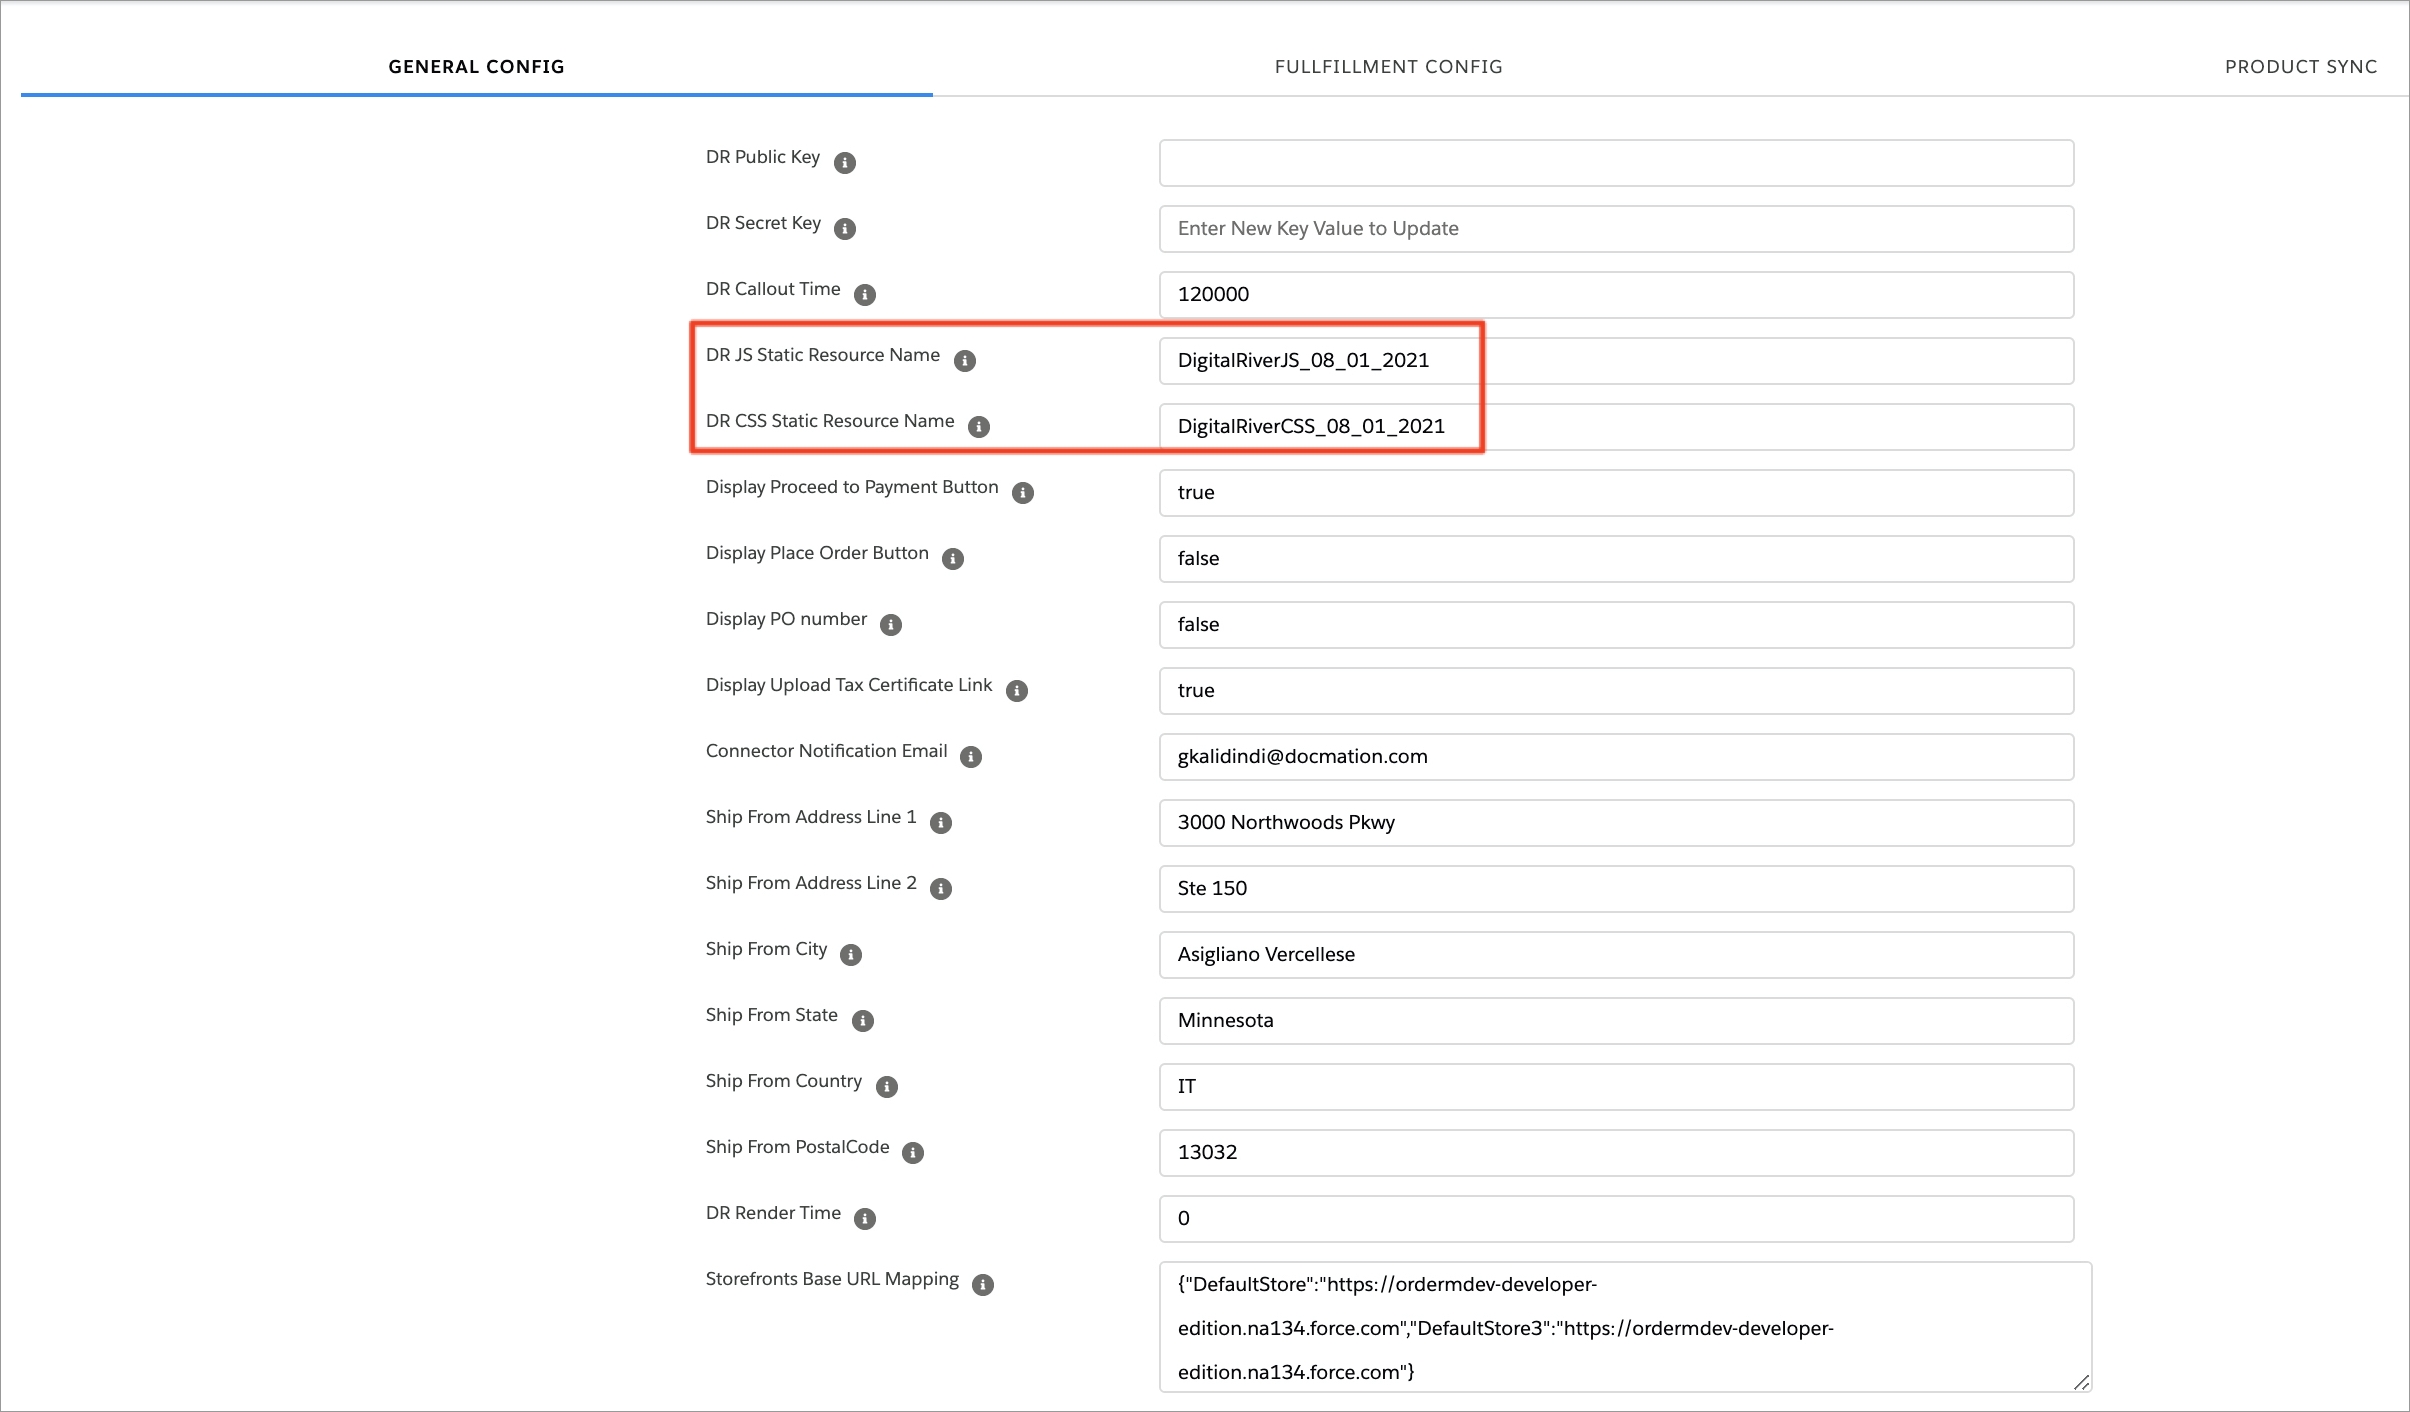 GENERAL CONFIG
FULLFILLMENT CONFIG
PRODUCT SYNC
DR Public Key
DR Secret Key
Enter New Key Value to Update
DR Callout Time
120000
DR JS Static Resource Name
DigitalRiverJS_08_01_2021
DR CSS Static Resource Name
DigitalRiverCSS_08_01_2021
Display Proceed to Payment Button
true
Display Place Order Button
false
Display PO number
false
Display Upload Tax Certificate Link
true
Connector Notification Email
gkalidindi@docmation.com
Ship From Address Line 1
3000 Northwoods Pkwy
Ship From Address Line 2
Ste 150
Ship From City
Asigliano Vercellese
Ship From State
Minnesota
Ship From Country
IT
Ship From PostalCode
13032
DR Render Time
0
Storefronts Base URL Mapping
{"DefaultStore":"https://ordermdev-developer-
edition.na134.force.com","DefaultStore3":"https://ordermdev-developer-
edition.na134.force.com"}